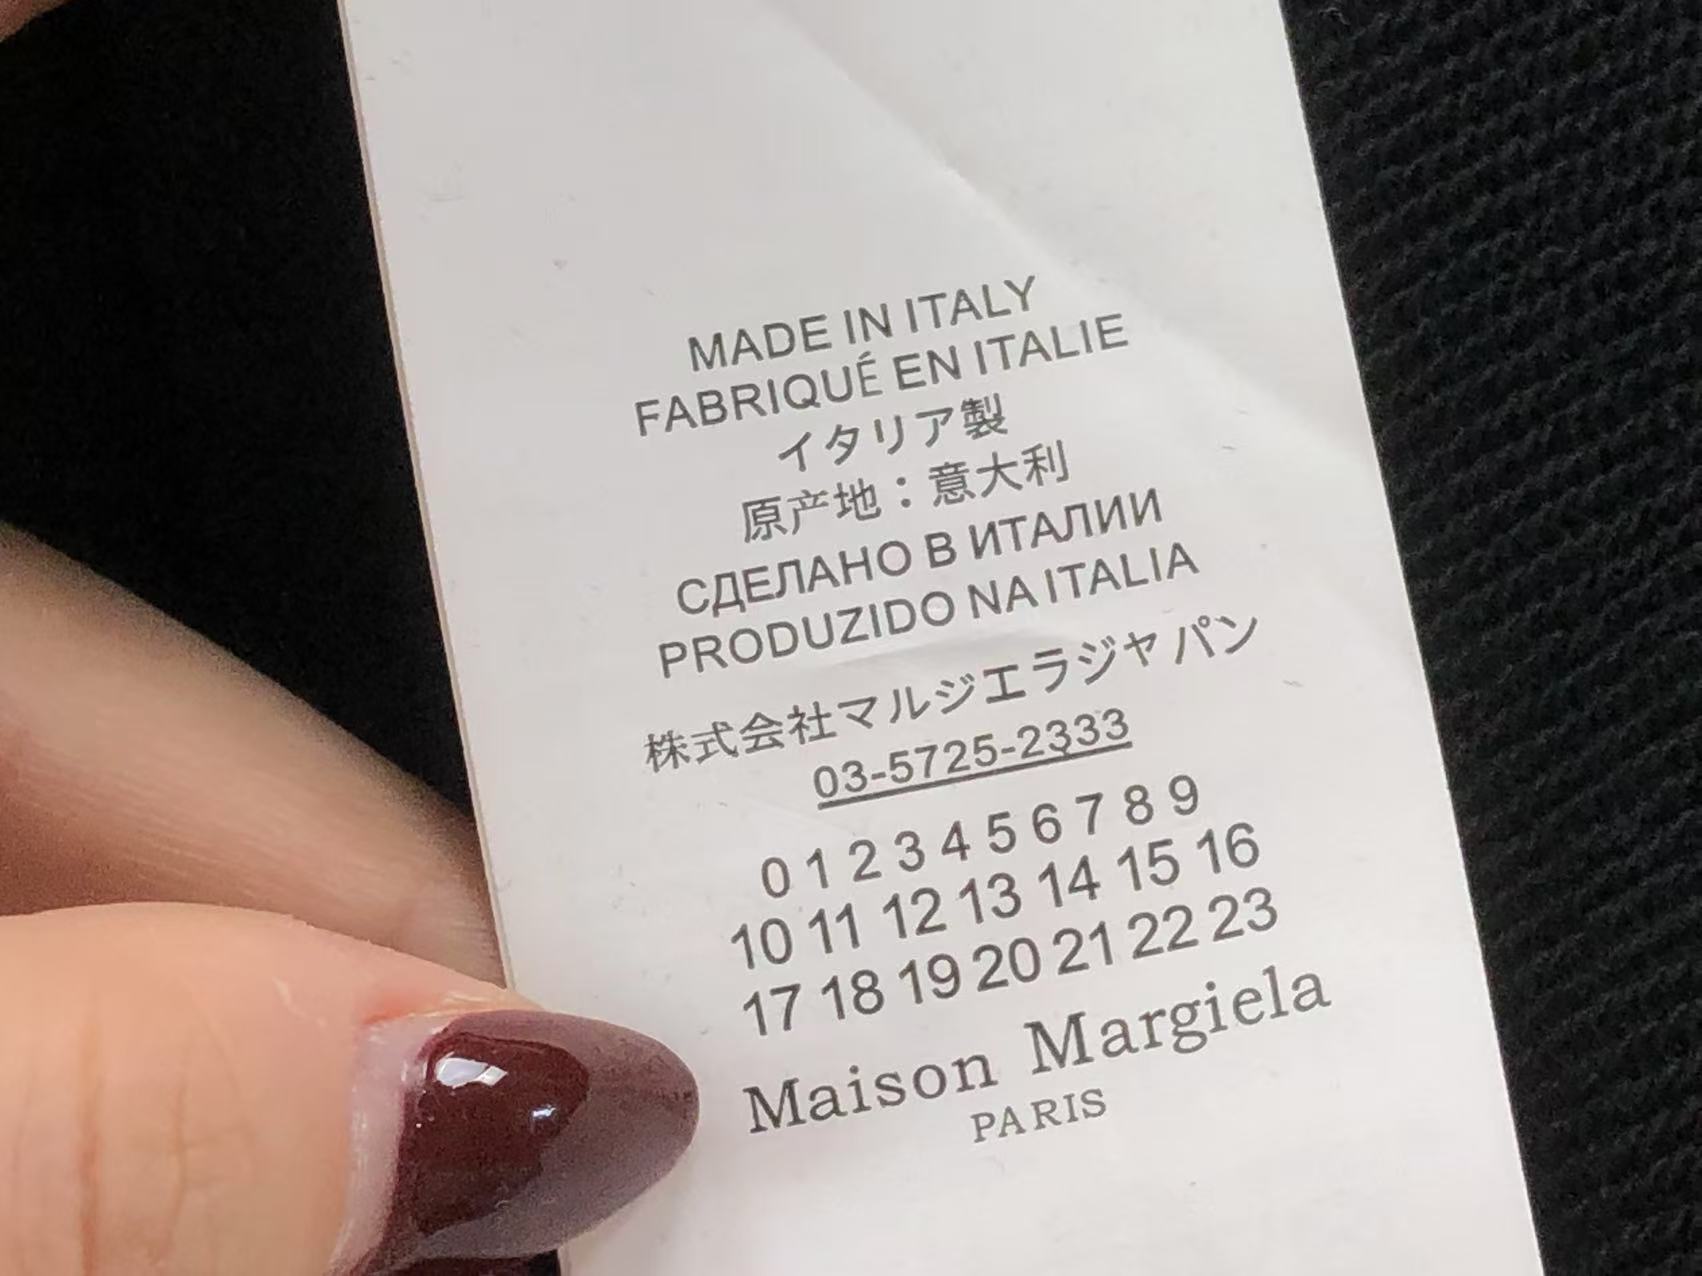 MADE IN ITALY
FABRIQUÉ EN ITALIE
イタリア製
原产地：意大利
СДЕЛАНО В ИТАЛИИ
PRODUZIDO NA ITALIA
株式会社マルジエラジャパン
03-5725-2333
0 1 2 3 4 5 6 7 8 9
10 11 12 13 14 15 16
17 18 19 20 21 22 23
Maison Margiela
PARIS